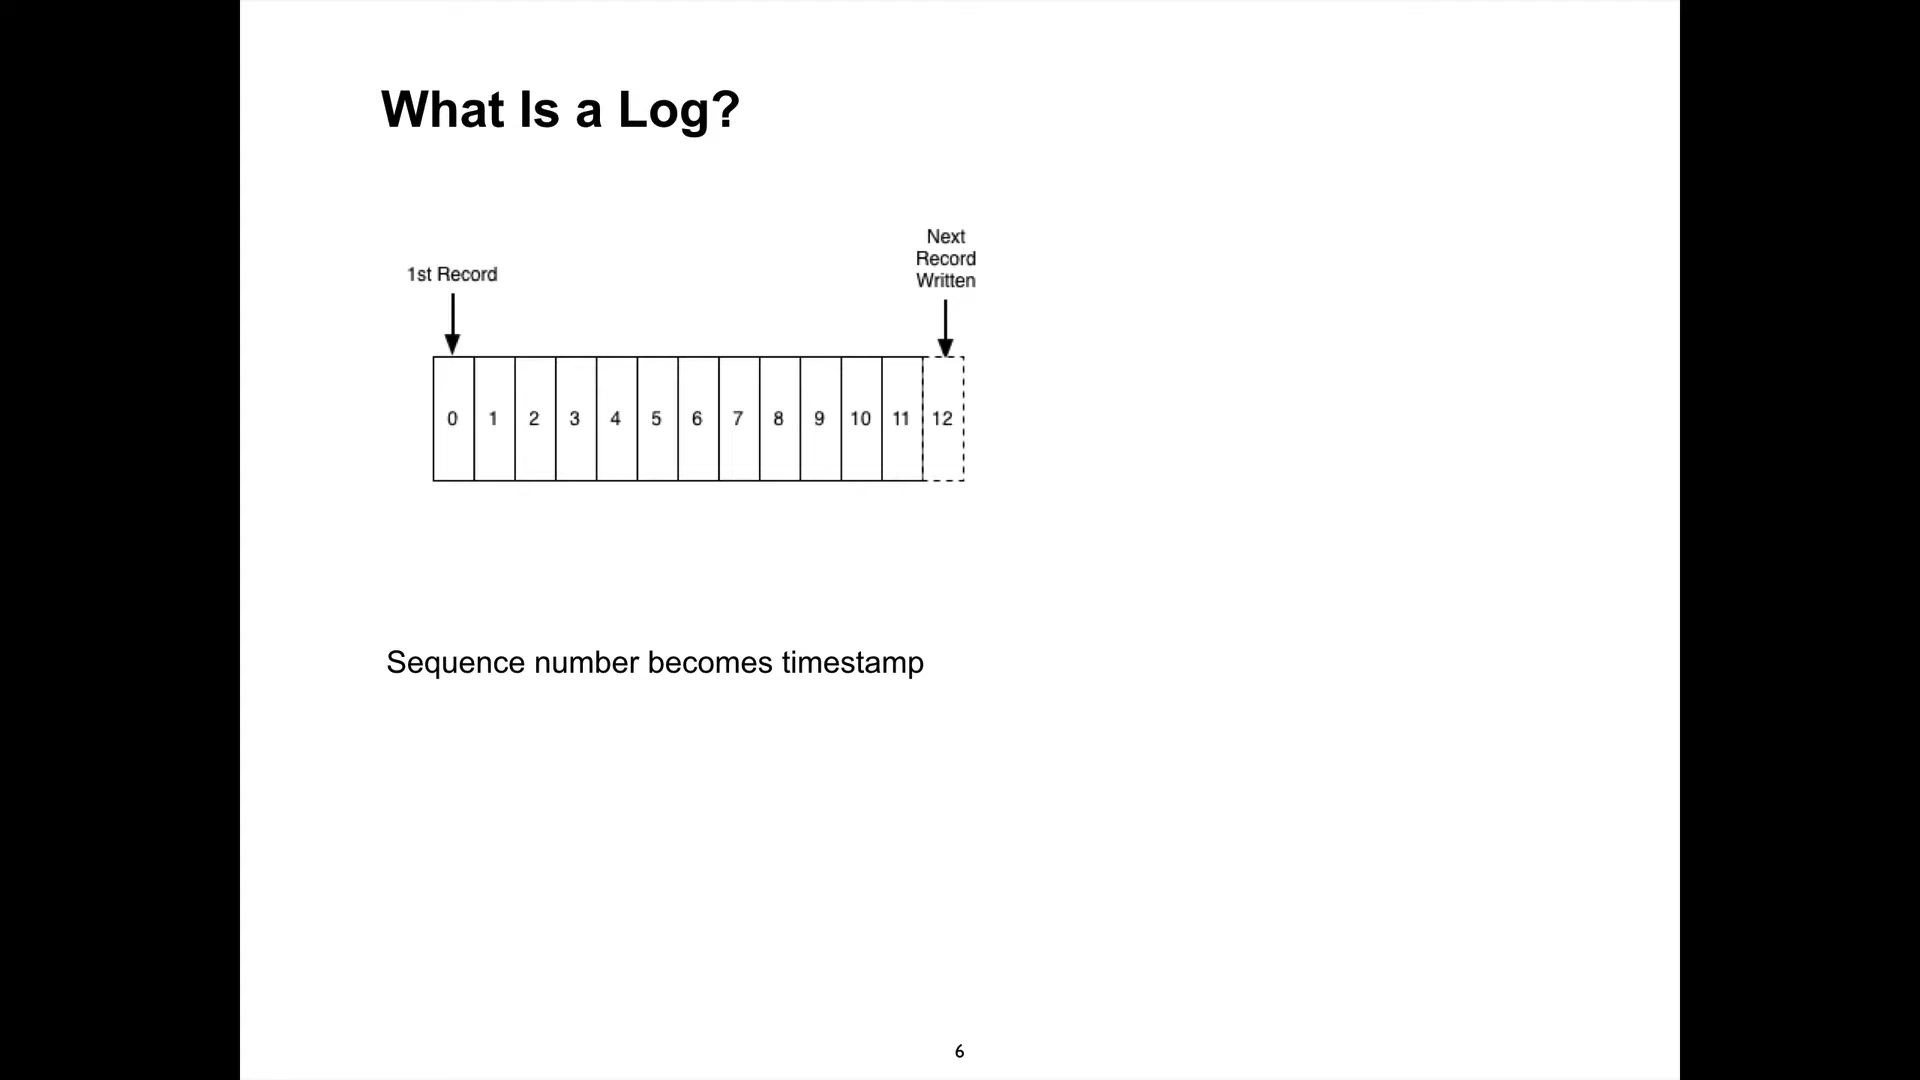 What Is a Log?
Next
Record
Written
1st Record
0 1 2 3 4 5 6 7 8 9 10 11 12
Sequence number becomes timestamp
6